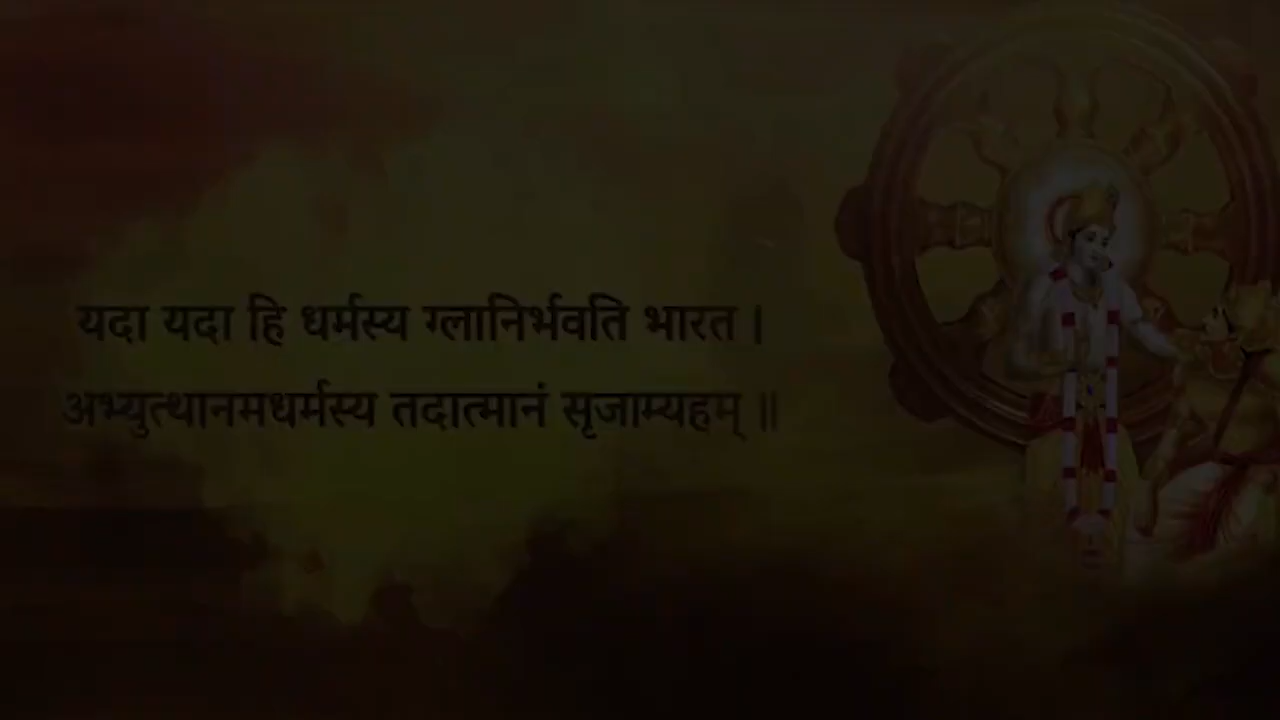 यदा यदा हि धर्मस्य ग्लानिर्भवति भारत ।
अभ्युत्थानमधर्मस्य तदात्मानं सृजाम्यहम् ॥